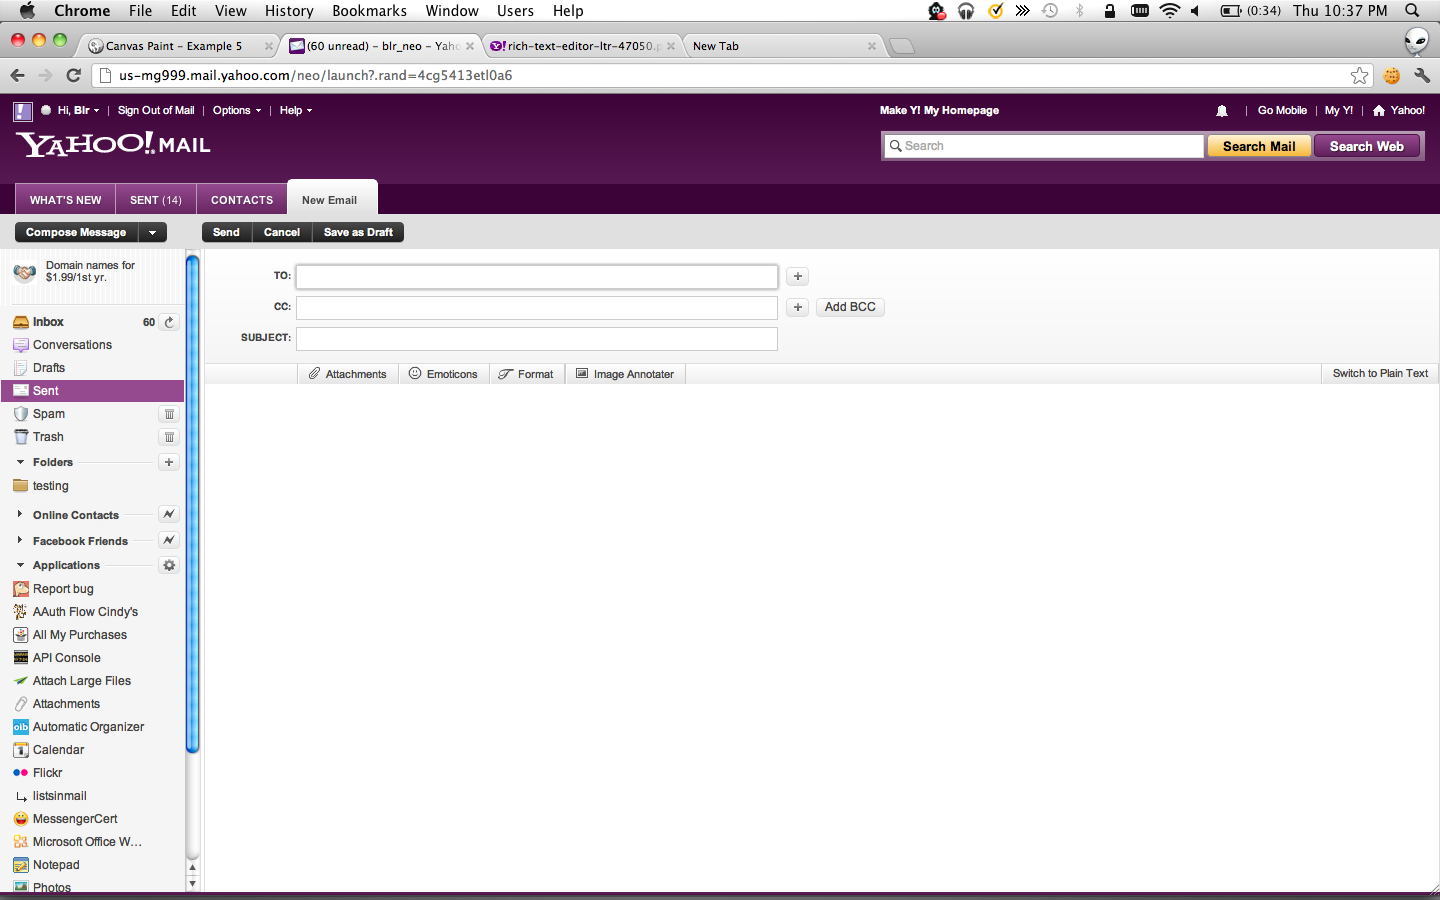 Chrome File Edit View History Bookmarks Window Users Help (0:34) Thu 10:37 PM
Canvas Paint – Example 5 (60 unread) – blr_neo – Yaho rich-text-editor-ltr-47050.p New Tab
us-mg999.mail.yahoo.com/neo/launch?.rand=4cg5413etl0a6
Hi, Blr | Sign Out of Mail | Options | Help Make Y! My Homepage | Go Mobile | My Y! | Yahoo!
YAHOO! MAIL Search Search Mail Search Web
WHAT'S NEW SENT (14) CONTACTS New Email
Compose Message Send Cancel Save as Draft
Domain names for
$1.99/1st yr.
TO: +
CC: + Add BCC
SUBJECT:
Attachments Emoticons Format Image Annotater Switch to Plain Text
Inbox 60
Conversations
Drafts
Sent
Spam
Trash
Folders +
testing
Online Contacts
Facebook Friends
Applications
Report bug
AAuth Flow Cindy's
All My Purchases
API Console
Attach Large Files
Attachments
olb Automatic Organizer
Calendar
Flickr
listsinmail
MessengerCert
Microsoft Office W...
Notepad
Photos